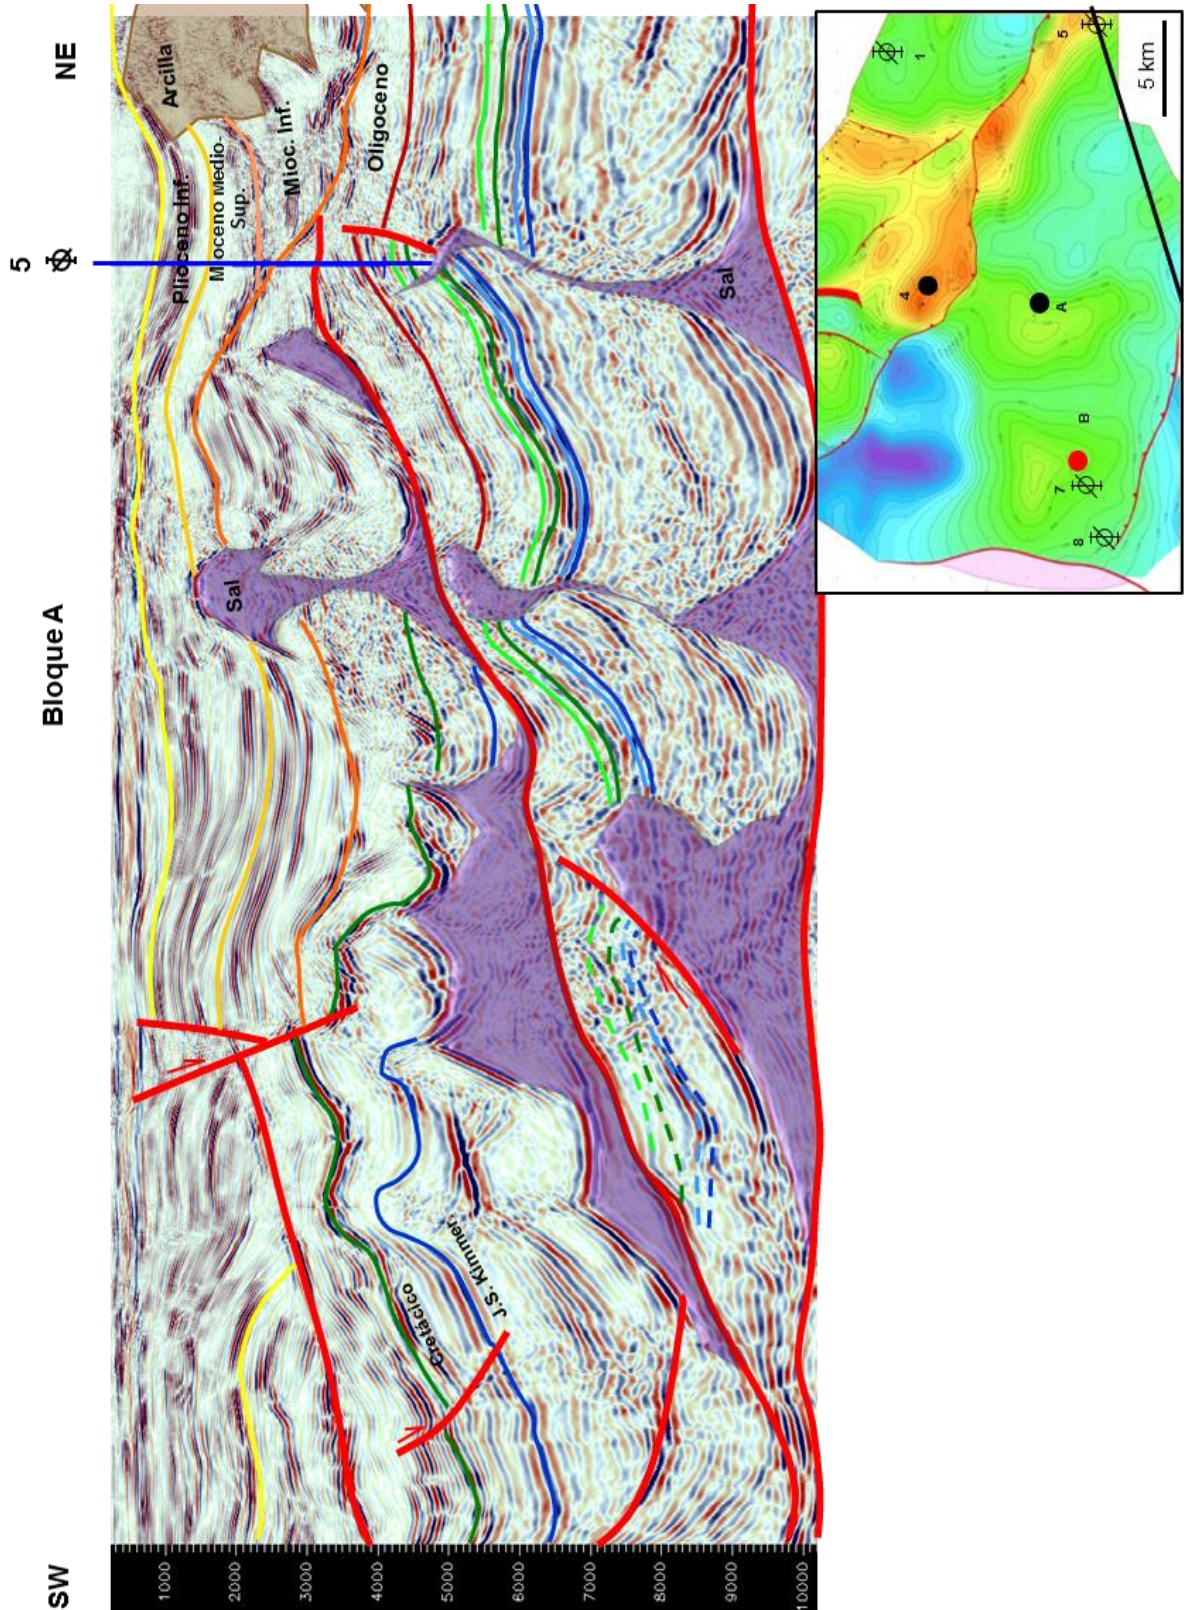 SW
Bloque A
5
NE
Arcilla
Plioceno Inf.
Mioceno Medio-
Sup.
Mioc. Inf.
Oligoceno
Sal
Sal
Cretácico
J.S. Kimmer.
1000
2000
3000
4000
5000
6000
7000
8000
9000
10000
1
5
4
A
B
7
8
5 km